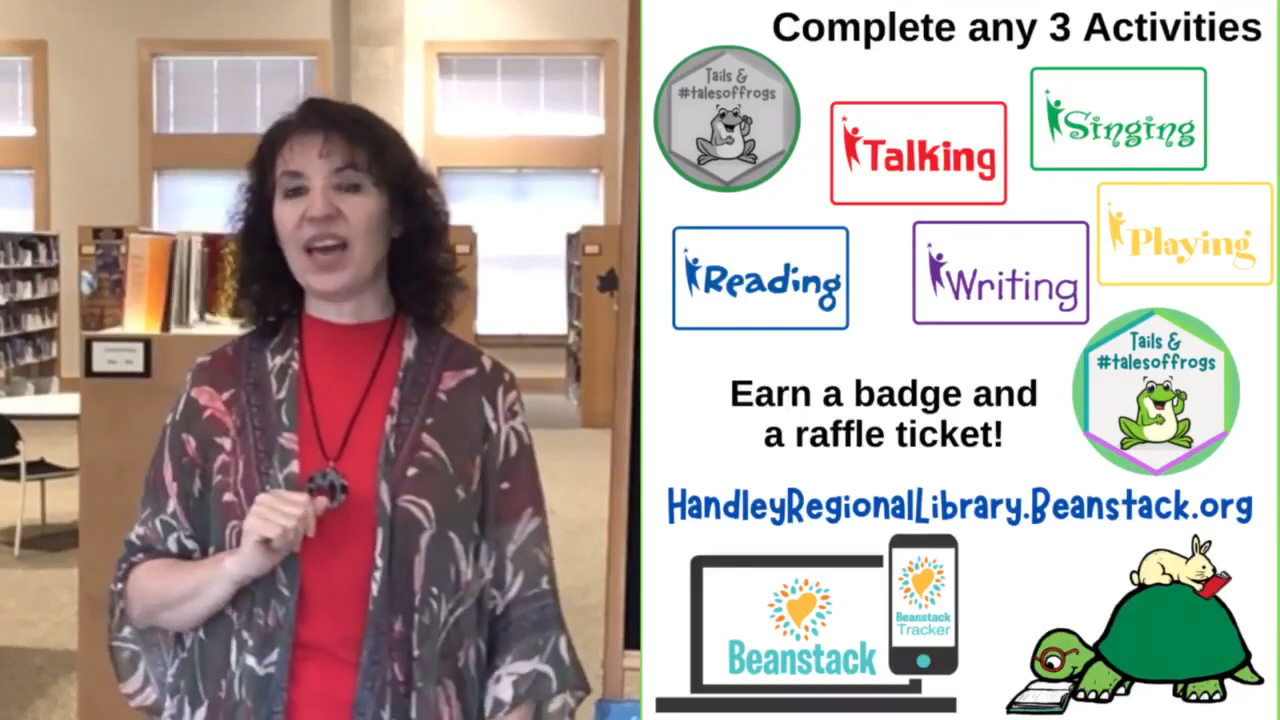 Complete any 3 Activities
Tails &
#talesoffrogs
Talking
Singing
Reading
Writing
Playing
Tails &
#talesoffrogs
Earn a badge and
a raffle ticket!
HandleyRegionalLibrary.Beanstack.org
Beanstack
Beanstack
Tracker